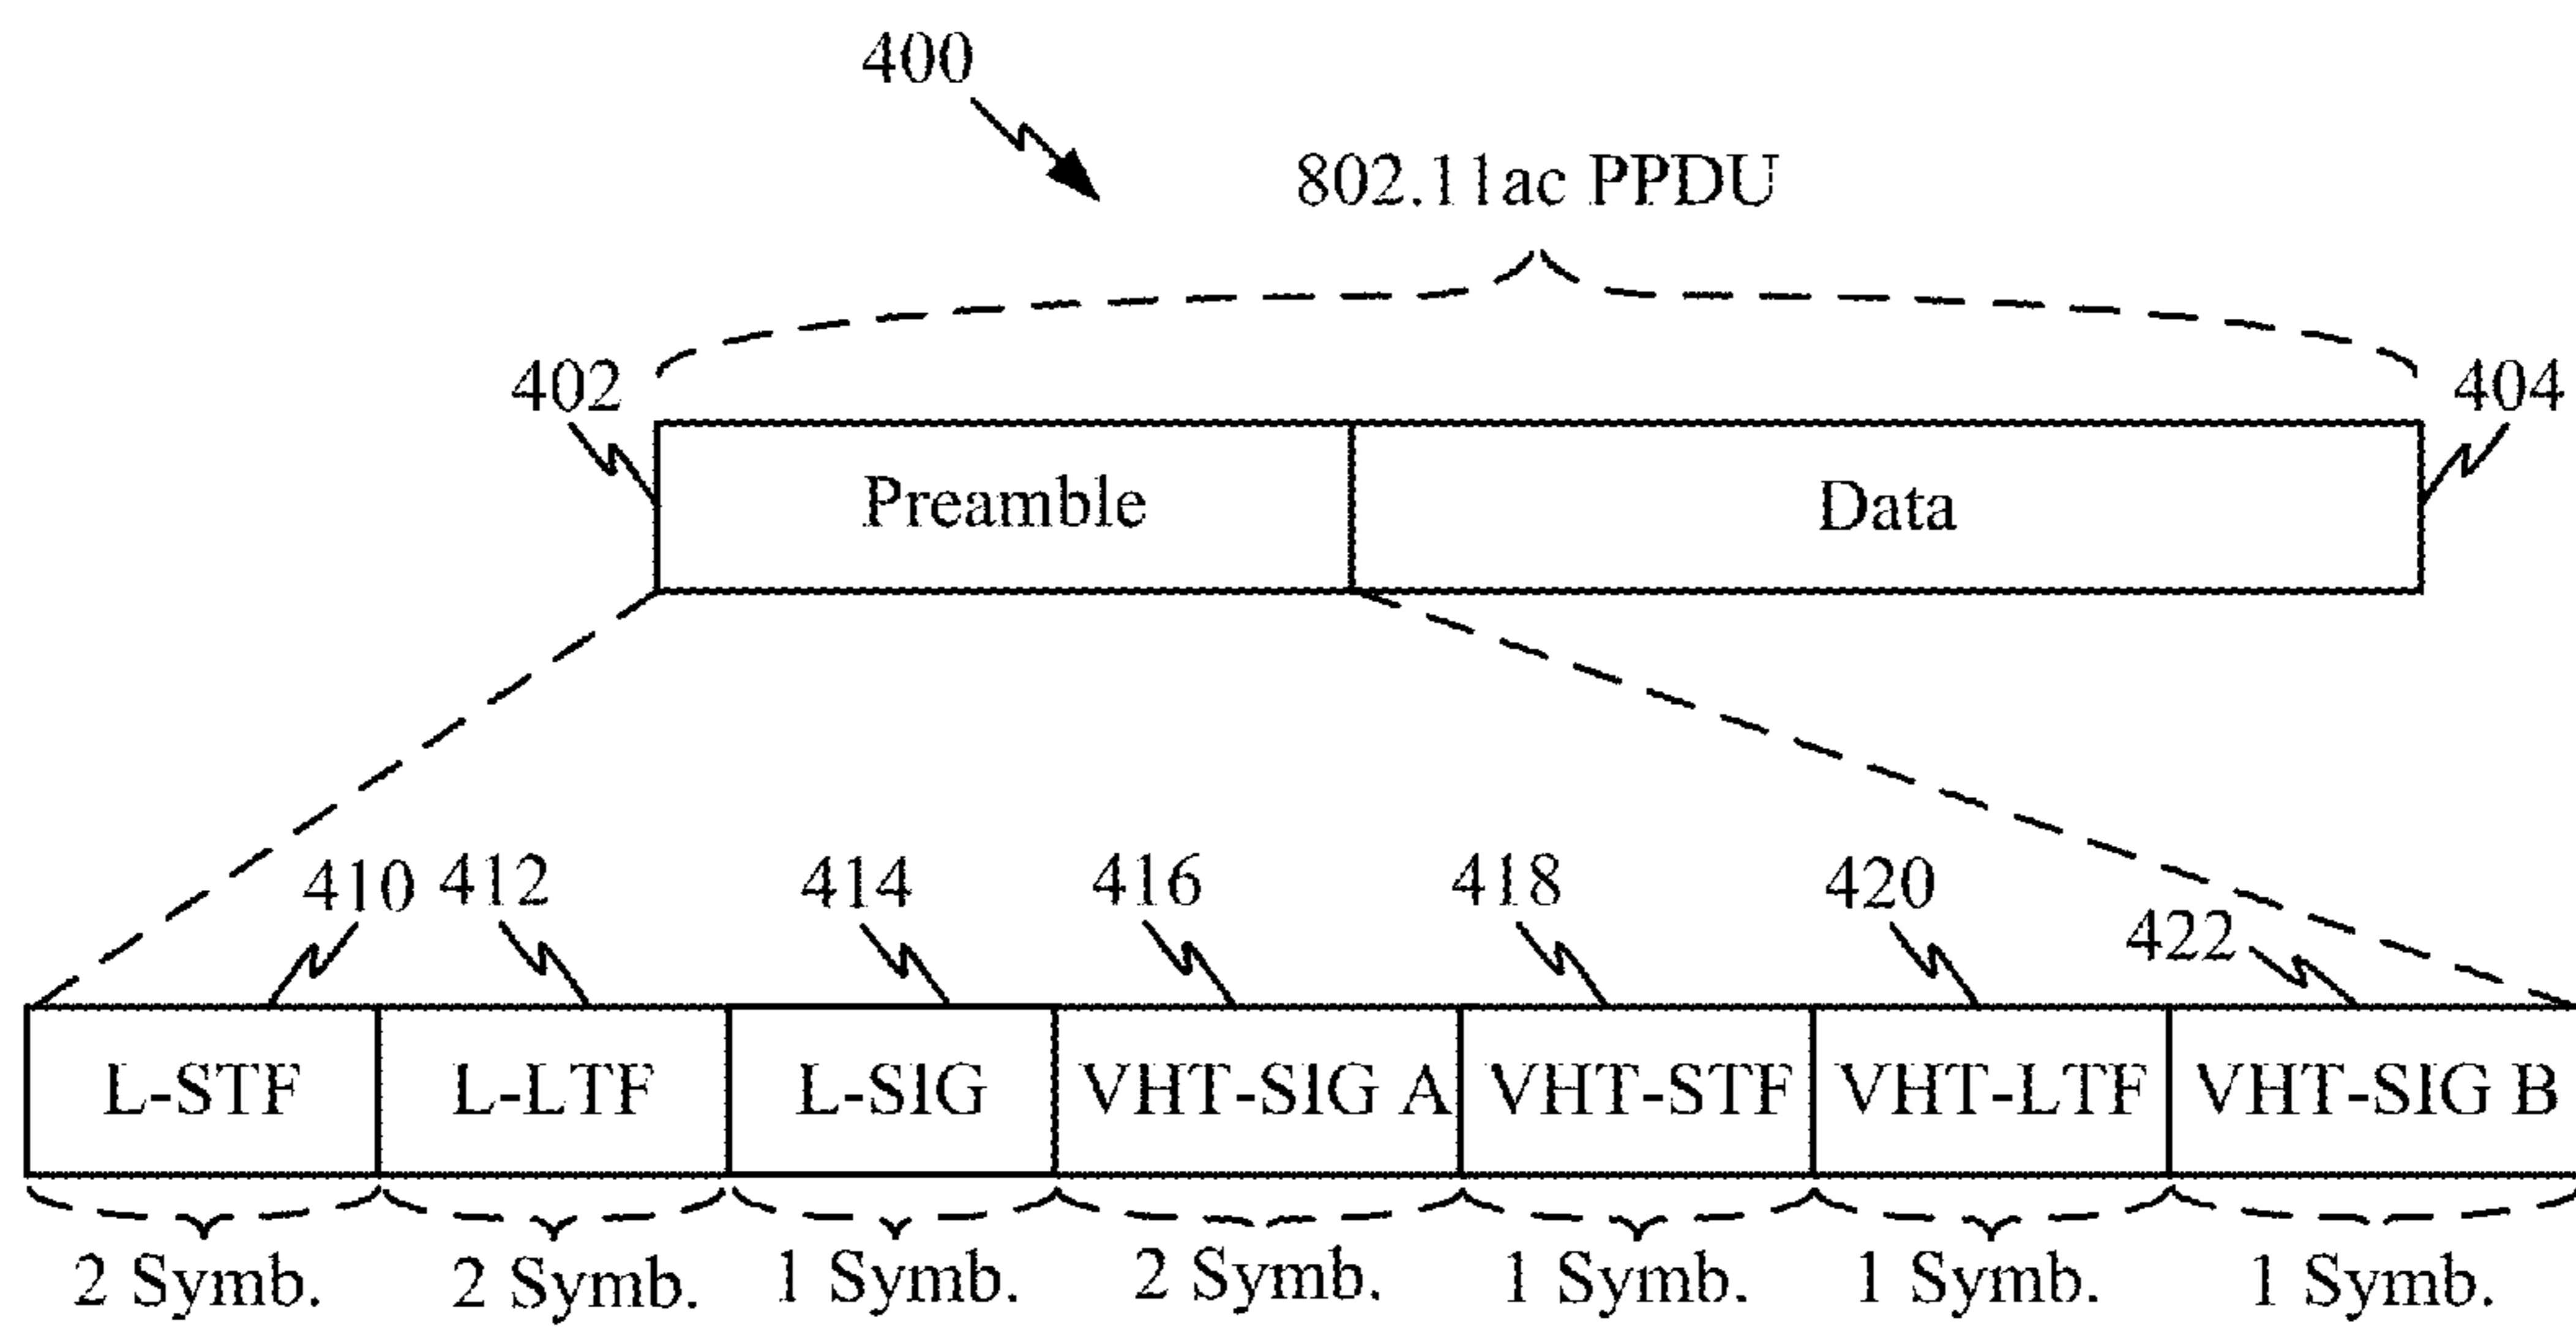 400
802.11ac PPDU
402
404
Preamble
Data
410
412
414
416
418
420
422
L-STF
L-LTF
L-SIG
VHT-SIG A
VHT-STF
VHT-LTF
VHT-SIG B
2 Symb.
2 Symb.
1 Symb.
2 Symb.
1 Symb.
1 Symb.
1 Symb.